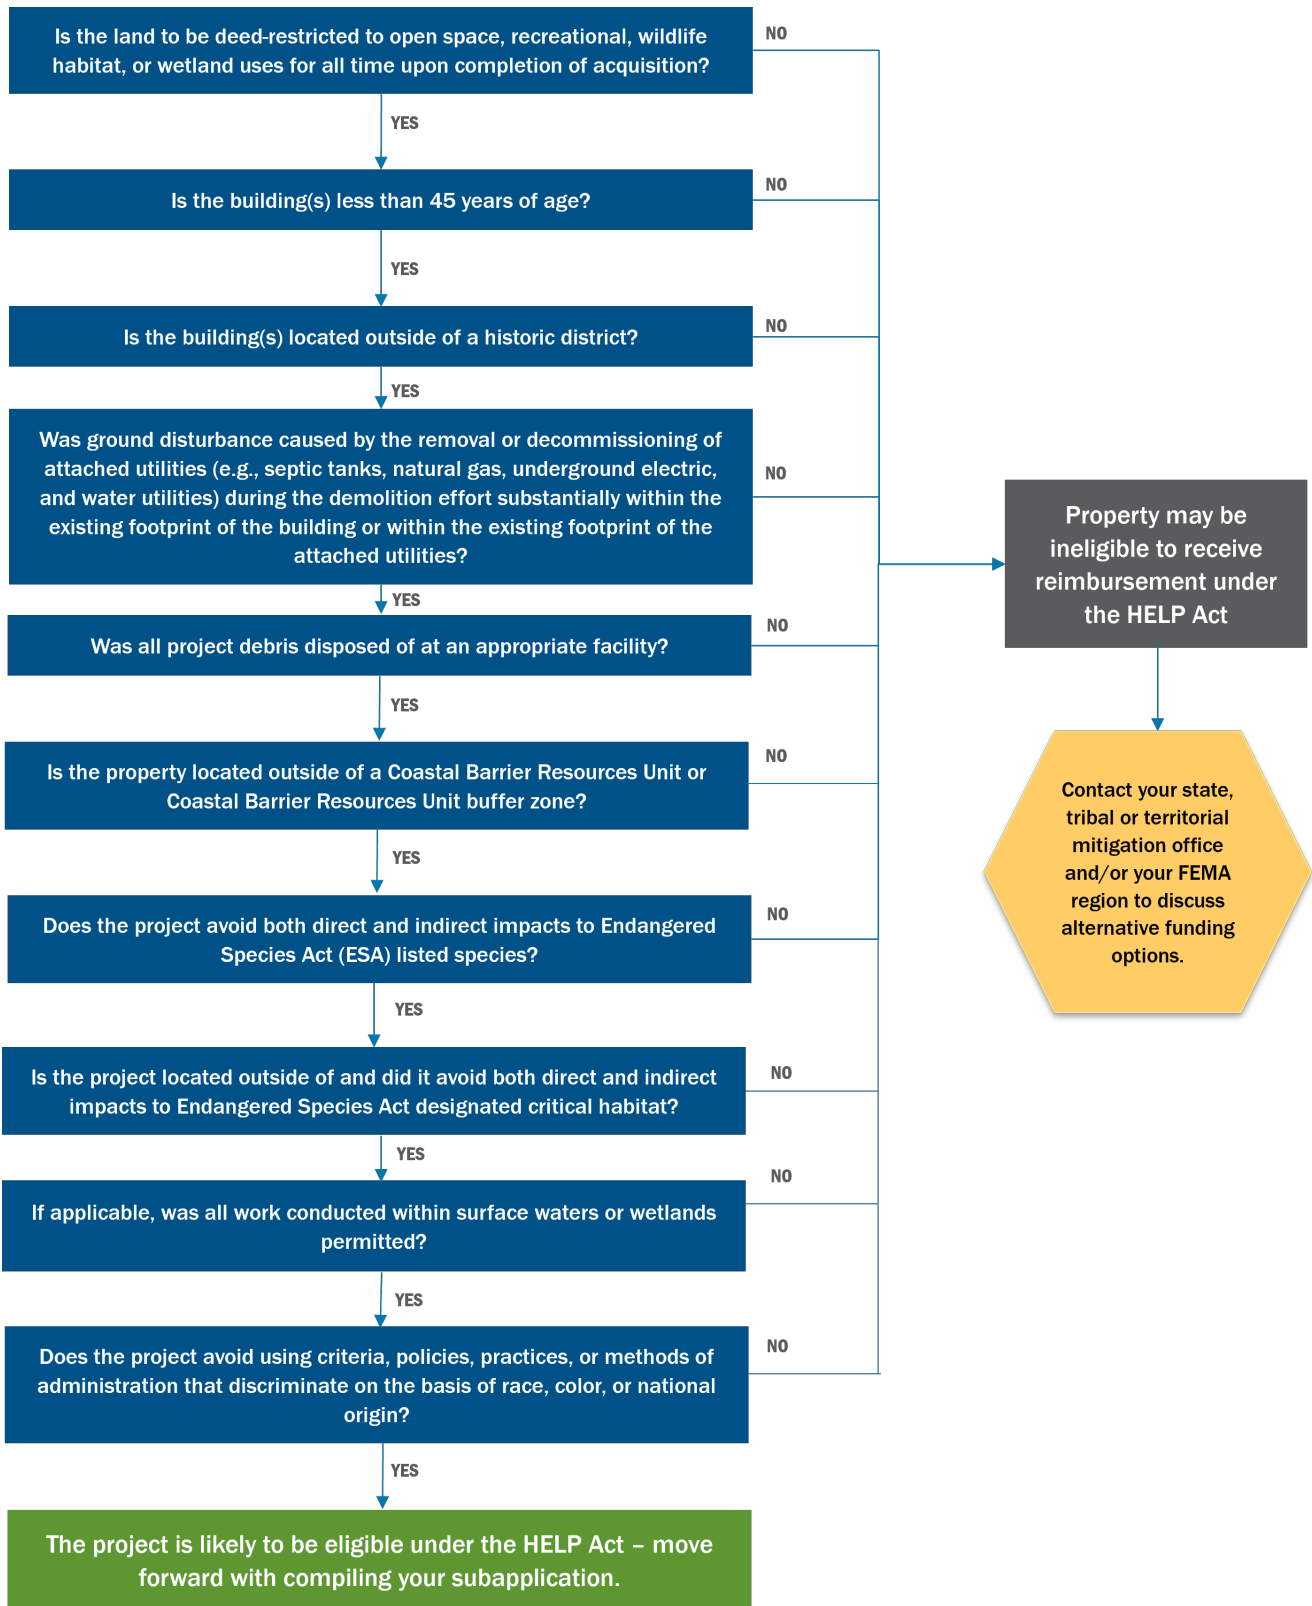 Is the land to be deed-restricted to open space, recreational, wildlife
habitat, or wetland uses for all time upon completion of acquisition?
NO
YES
Is the building(s) less than 45 years of age?
NO
YES
Is the building(s) located outside of a historic district?
NO
YES
Was ground disturbance caused by the removal or decommissioning of
attached utilities (e.g., septic tanks, natural gas, underground electric,
and water utilities) during the demolition effort substantially within the
existing footprint of the building or within the existing footprint of the
attached utilities?
NO
YES
Was all project debris disposed of at an appropriate facility?
NO
YES
Is the property located outside of a Coastal Barrier Resources Unit or
Coastal Barrier Resources Unit buffer zone?
NO
YES
Does the project avoid both direct and indirect impacts to Endangered
Species Act (ESA) listed species?
NO
YES
Is the project located outside of and did it avoid both direct and indirect
impacts to Endangered Species Act designated critical habitat?
NO
YES
If applicable, was all work conducted within surface waters or wetlands
permitted?
NO
YES
Does the project avoid using criteria, policies, practices, or methods of
administration that discriminate on the basis of race, color, or national
origin?
NO
YES
The project is likely to be eligible under the HELP Act – move
forward with compiling your subapplication.
Property may be
ineligible to receive
reimbursement under
the HELP Act
Contact your state,
tribal or territorial
mitigation office
and/or your FEMA
region to discuss
alternative funding
options.